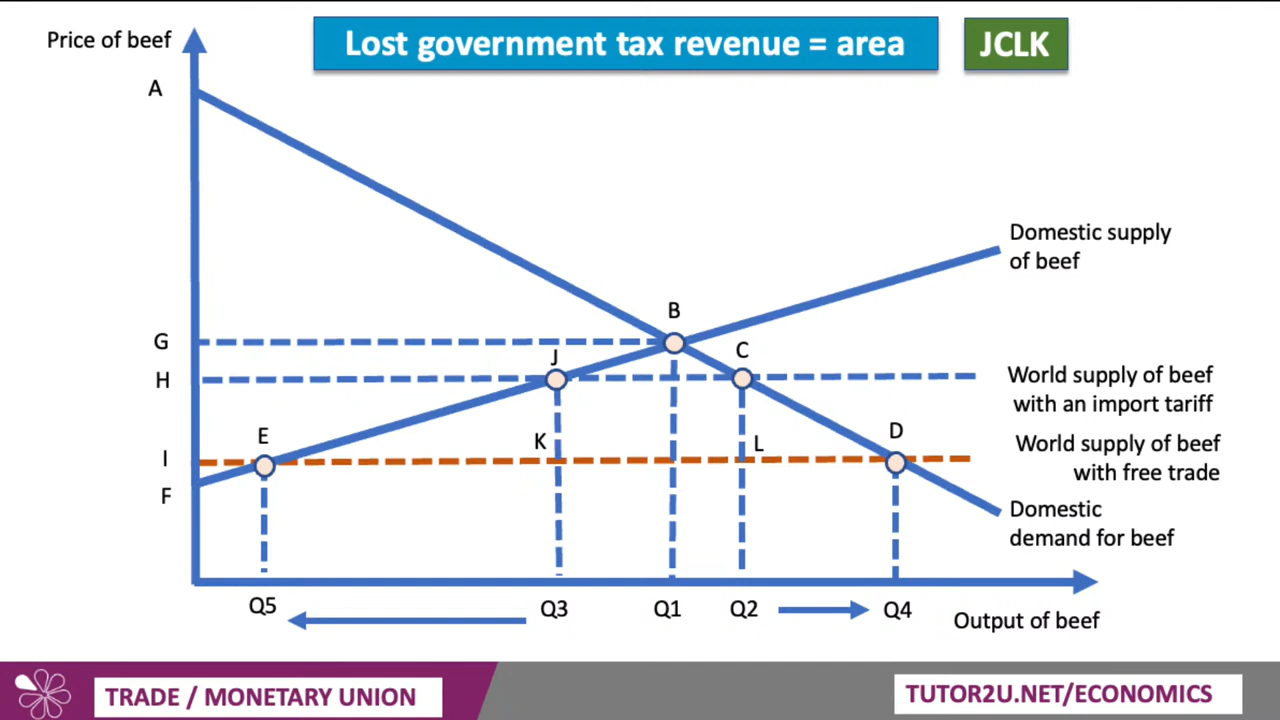 Price of beef
Lost government tax revenue = area
JCLK
A
Domestic supply
of beef
B
G
J
C
H
World supply of beef
with an import tariff
E
K
L
D
I
World supply of beef
with free trade
F
Domestic
demand for beef
Q5
Q3
Q1
Q2
Q4
Output of beef
TRADE / MONETARY UNION
TUTOR2U.NET/ECONOMICS